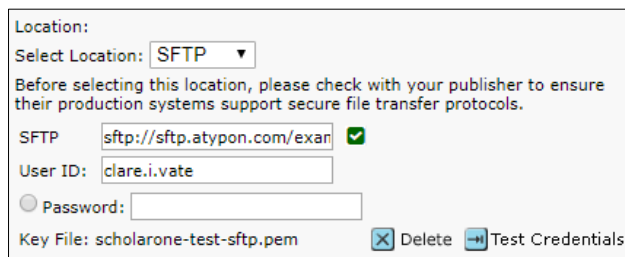 Location:
Select Location: SFTP
Before selecting this location, please check with your publisher to ensure
their production systems support secure file transfer protocols.
SFTP sftp://sftp.atypon.com/exan
User ID: clare.i.vate
Password:
Key File: scholarone-test-sftp.pem Delete Test Credentials